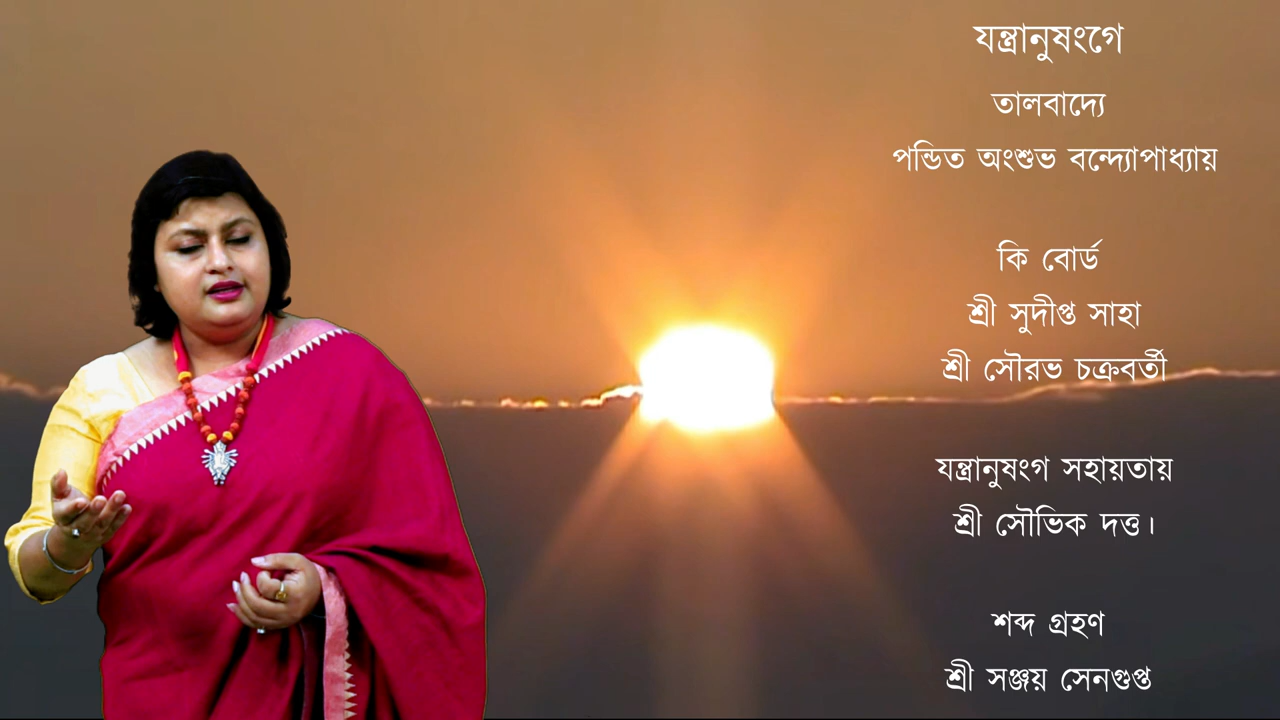 যন্ত্রানুষংগে
তালবাদ্যে
পন্ডিত অংশুভ বন্দ্যোপাধ্যায়
কি বোর্ড
শ্রী সুদীপ্ত সাহা
শ্রী সৌরভ চক্রবর্তী
যন্ত্রানুষংগ সহায়তায়
শ্রী সৌভিক দত্ত।
শব্দ গ্রহণ
শ্রী সঞ্জয় সেনগুপ্ত